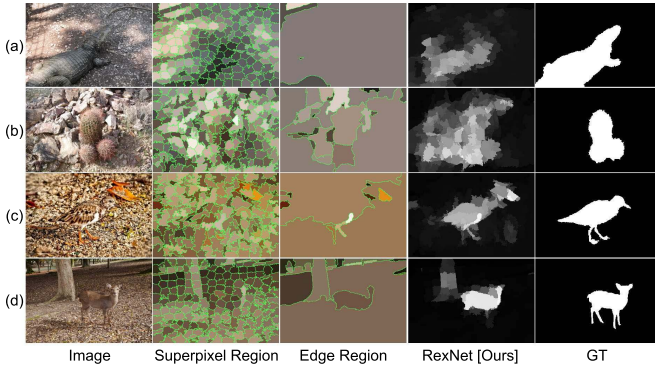 (a)
(b)
(c)
(d)
Image Superpixel Region Edge Region RexNet [Ours] GT